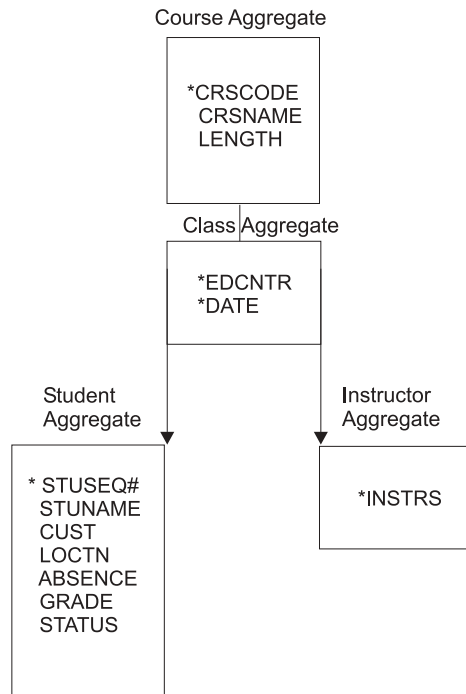 Course Aggregate
*CRSCODE
CRSNAME
LENGTH
Class Aggregate
*EDCNTR
*DATE
Student
Aggregate
* STUSEQ#
STUNAME
CUST
LOCTN
ABSENCE
GRADE
STATUS
Instructor
Aggregate
*INSTRS